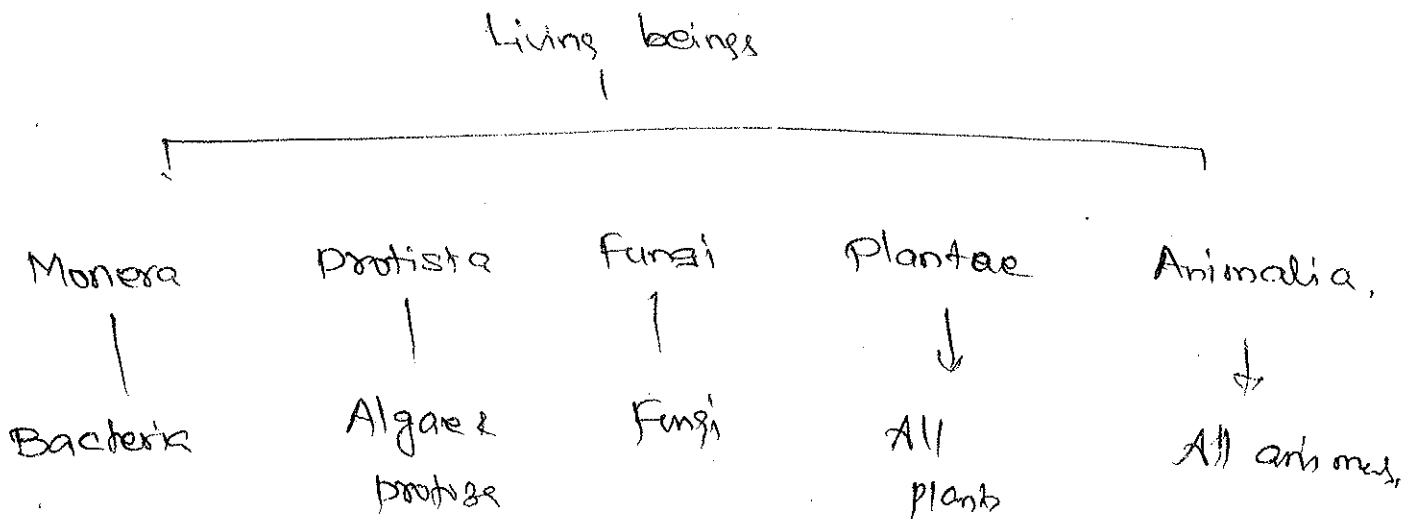 Living beings
Monera Protista Fungi Plantae Animalia.
Bacteria Algae & Fungi All All animals.
protozoa plants